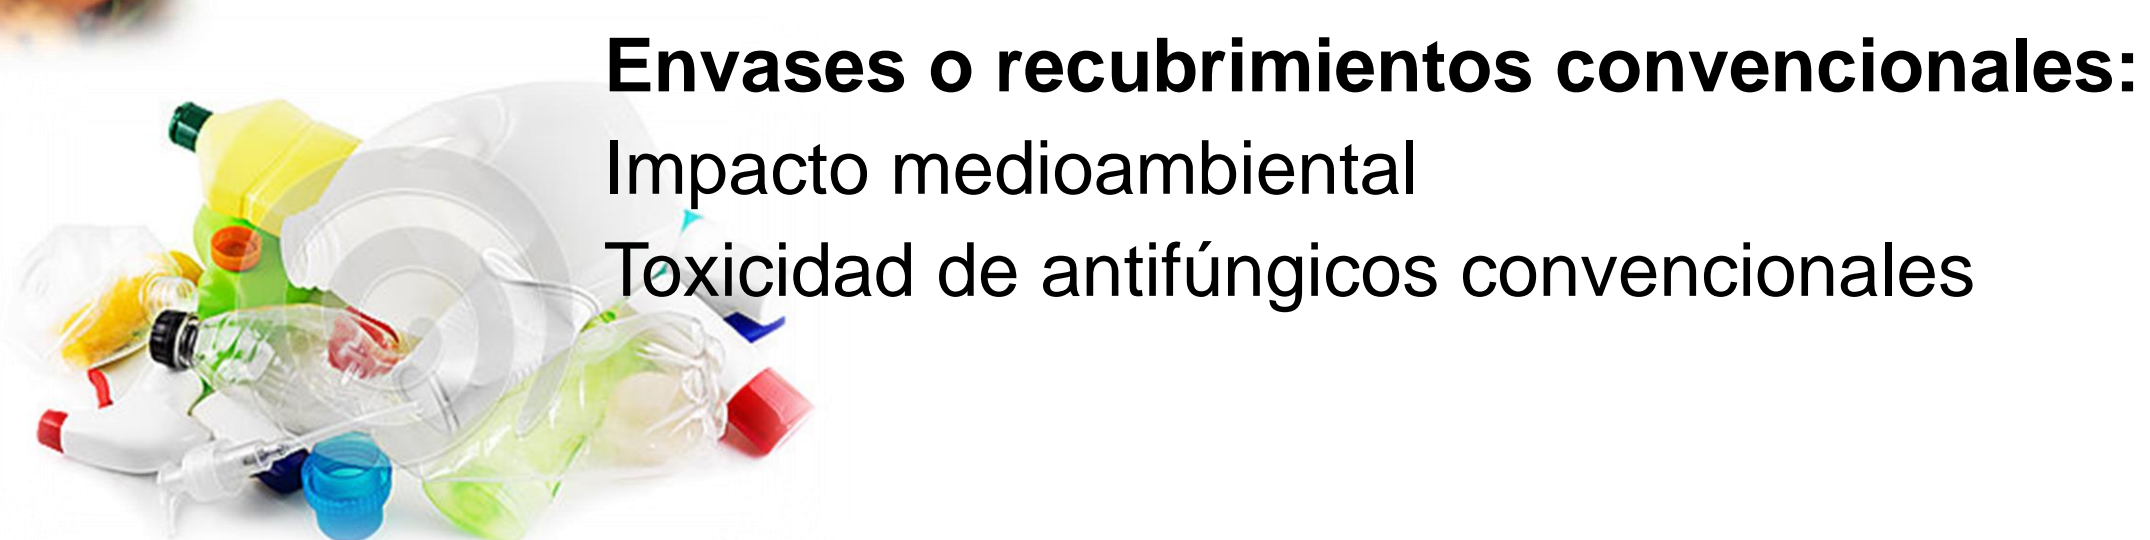 Envases o recubrimientos convencionales:
Impacto medioambiental
Toxicidad de antifúngicos convencionales